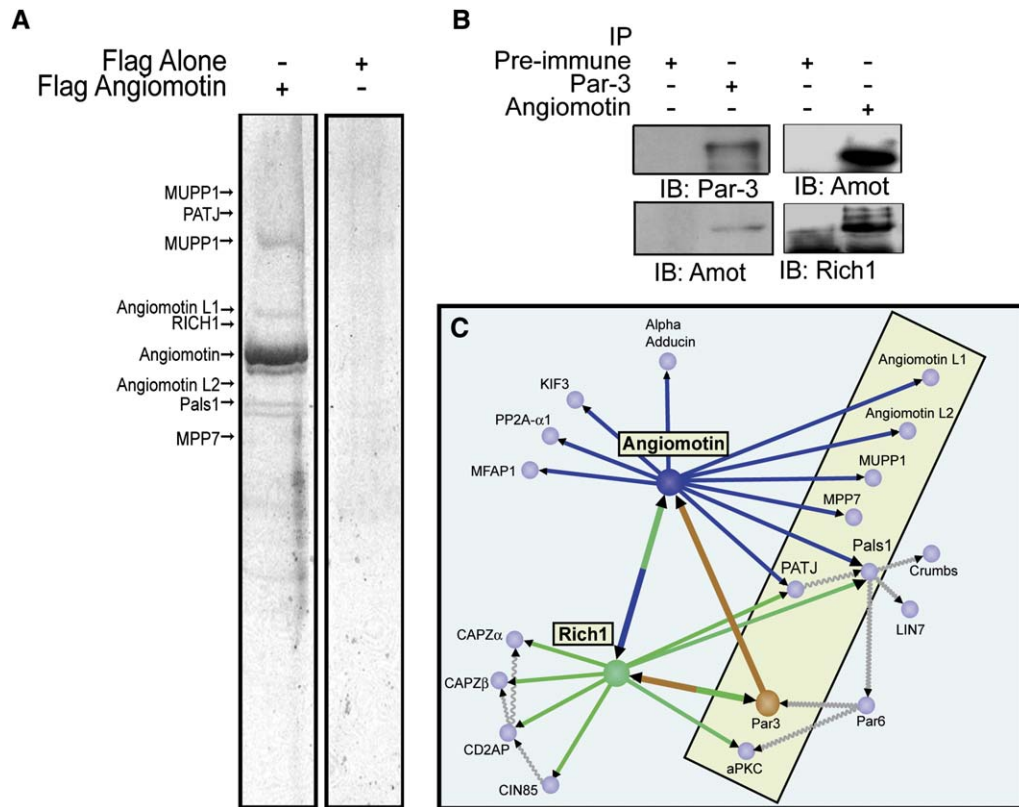 A
Flag Alone - +
Flag Angiomotin + -
MUPP1→
PATJ→
MUPP1→
Angiomotin L1→
RICH1→
Angiomotin→
Angiomotin L2→
Pals1→
MPP7→
B
IP
Pre-immune + - + -
Par-3 - + - -
Angiomotin - - - +
IB: Par-3
IB: Amot
IB: Amot
IB: Rich1
C
Alpha
Adducin
KIF3
PP2A-α1
MFAP1
Angiomotin
Angiomotin L1
Angiomotin L2
MUPP1
MPP7
Pals1
PATJ
Crumbs
LIN7
Rich1
CAPZα
CAPZβ
CD2AP
CIN85
Par3
Par6
aPKC